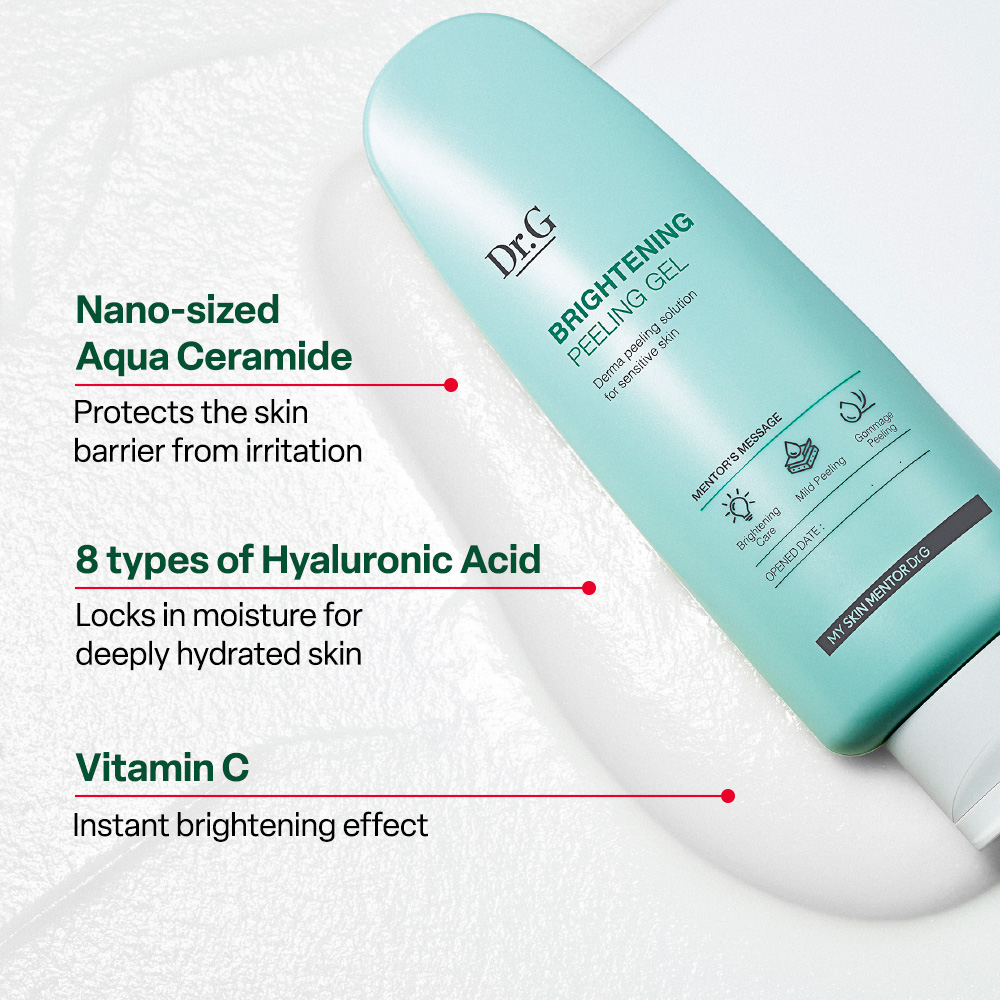 Dr.G
BRIGHTENING
PEELING GEL
Derma peeling solution
for sensitive skin
MENTOR'S MESSAGE
Brightening
Care
Mild Peeling
Gommage
Peeling
OPENED DATE :
MY SKIN MENTOR Dr.G
Nano-sized
Aqua Ceramide
Protects the skin
barrier from irritation
8 types of Hyaluronic Acid
Locks in moisture for
deeply hydrated skin
Vitamin C
Instant brightening effect